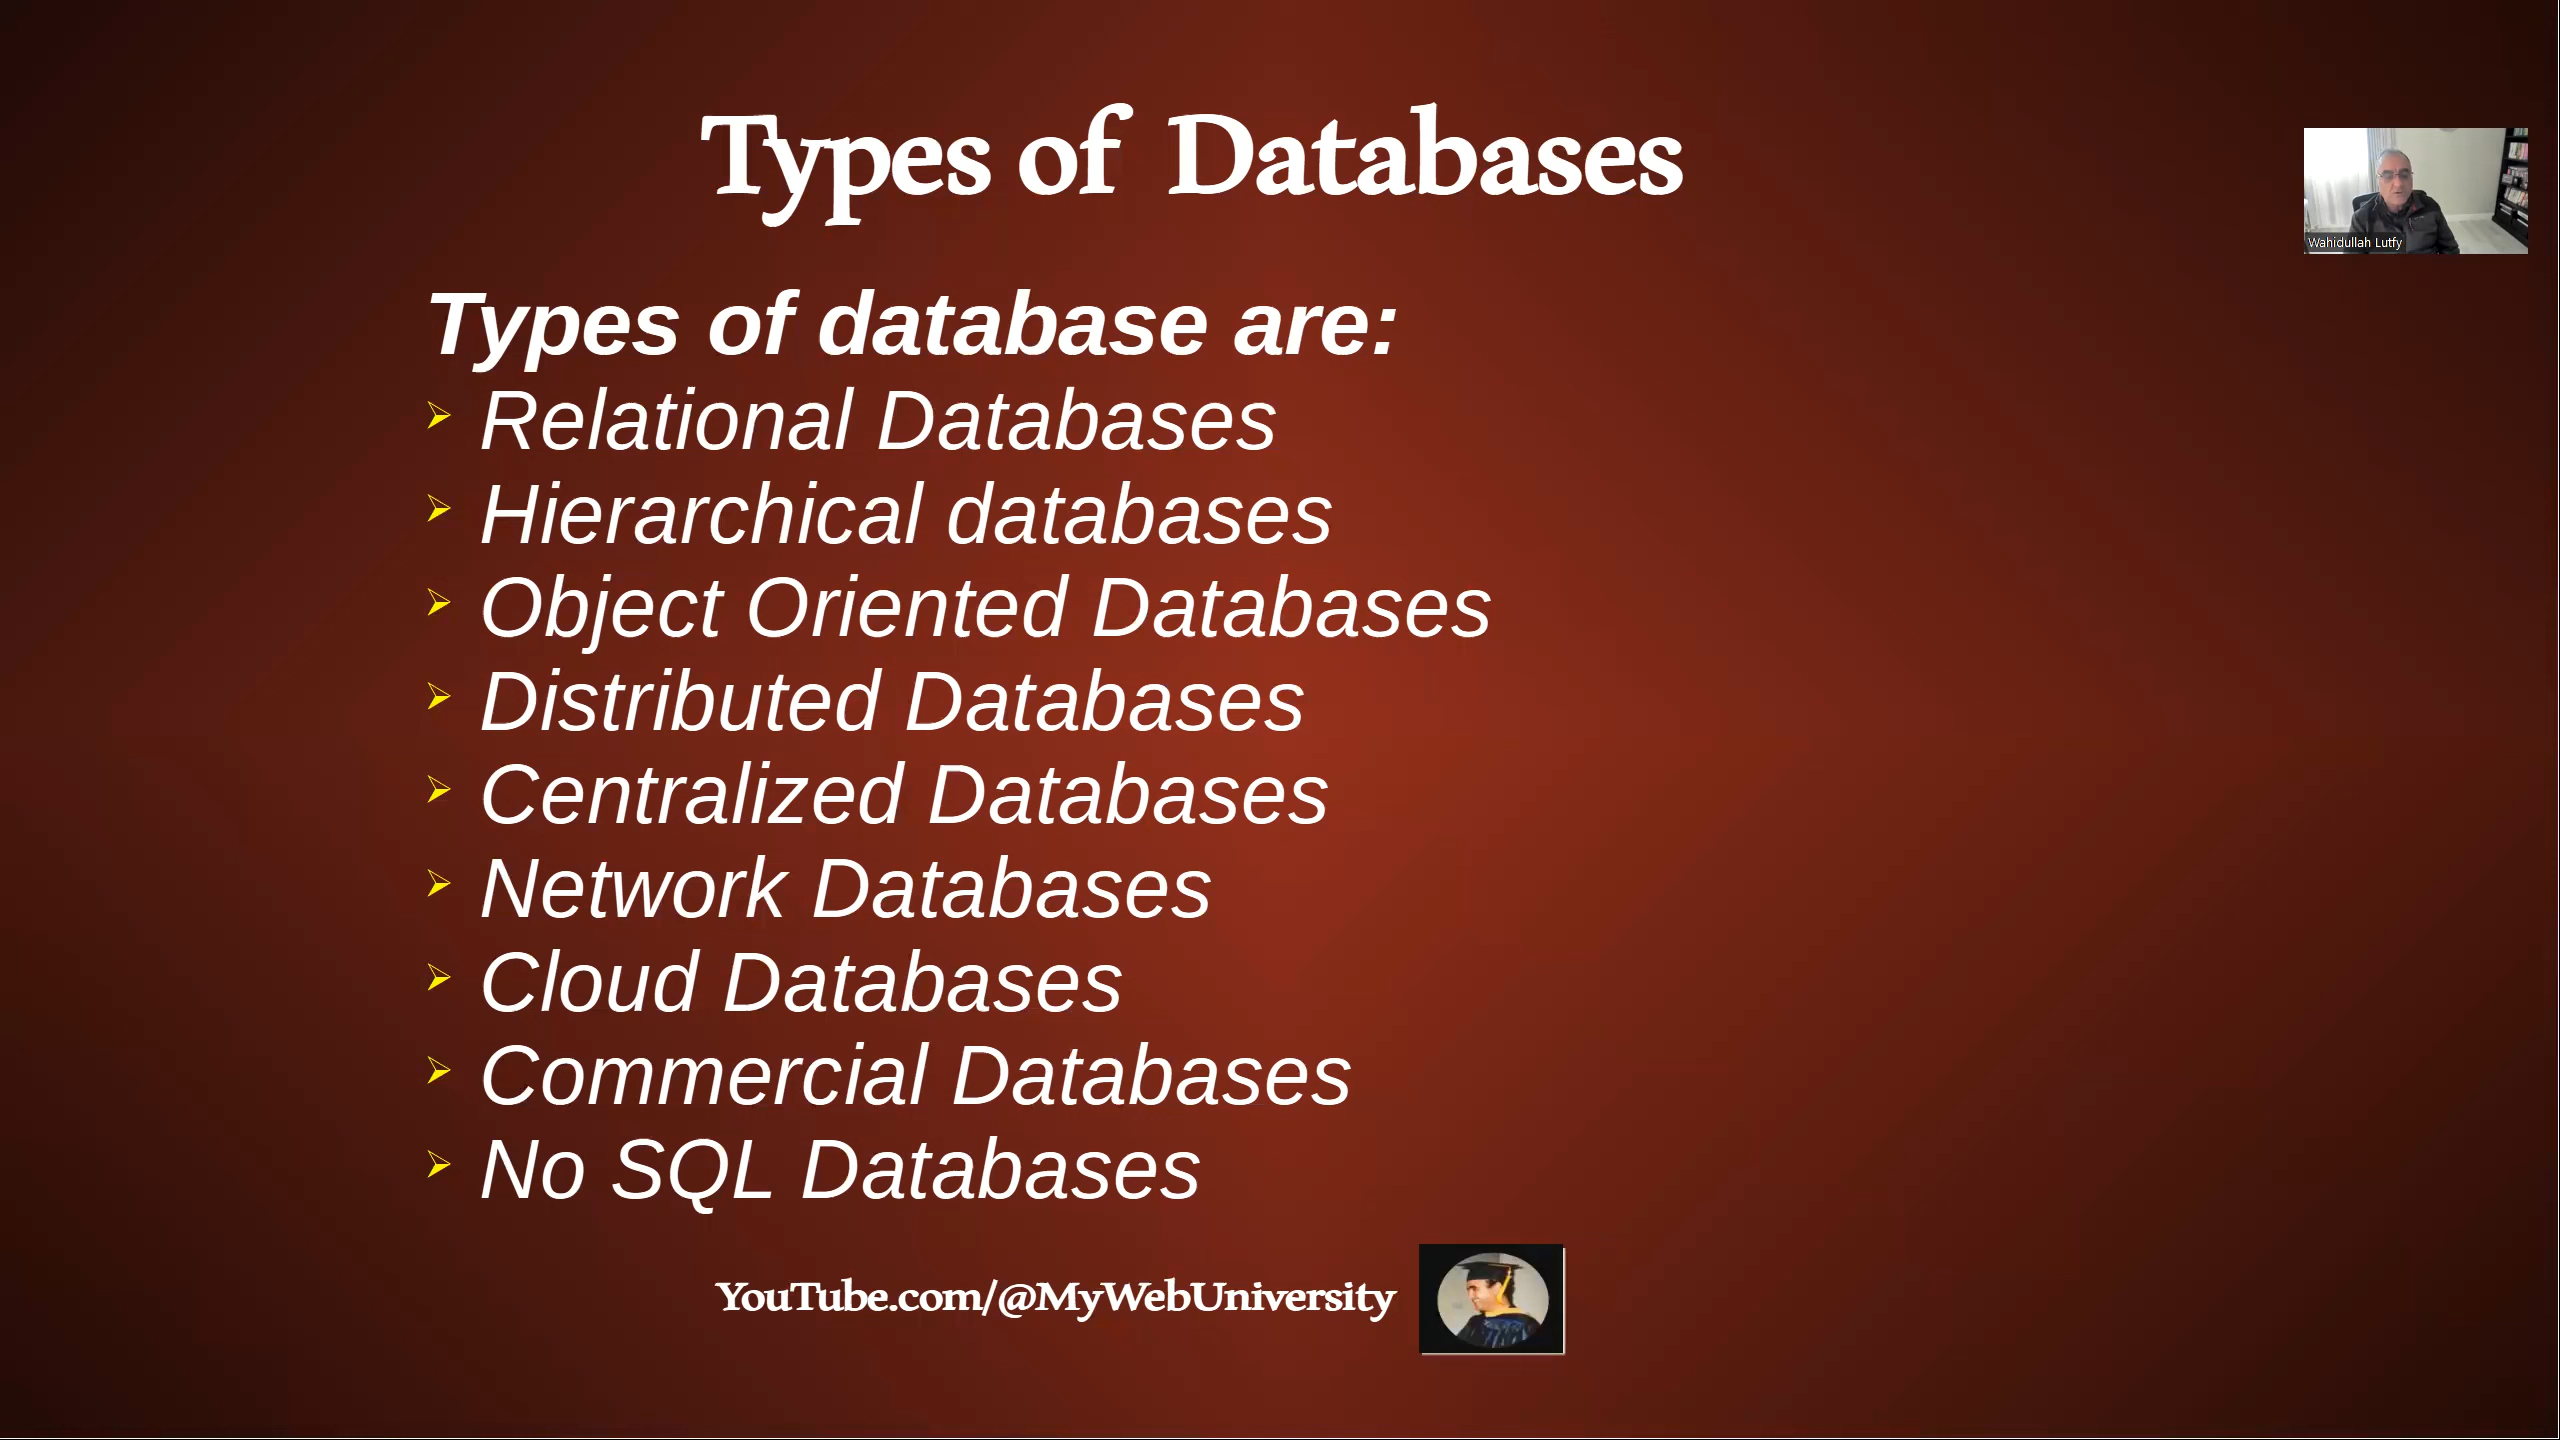 Types of Databases
Wahidullah Lutfy
Types of database are:
Relational Databases
Hierarchical databases
Object Oriented Databases
Distributed Databases
Centralized Databases
Network Databases
Cloud Databases
Commercial Databases
No SQL Databases
YouTube.com/@MyWebUniversity